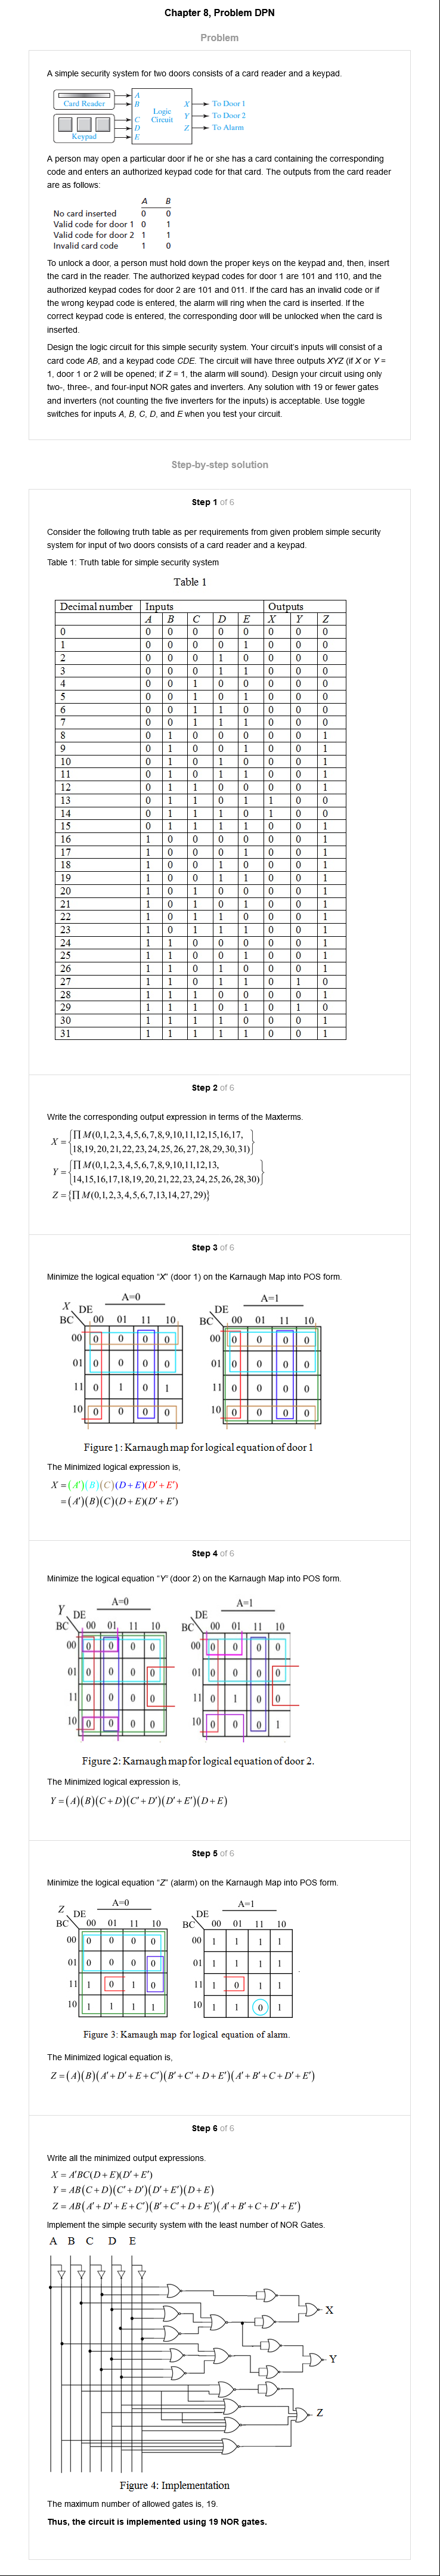 Chapter 8, Problem DPN
Problem
A simple security system for two doors consists of a card reader and a keypad.
Card Reader
Keypad
A
B
C
D
E
Logic
Circuit
X
Y
Z
To Door 1
To Door 2
To Alarm
A person may open a particular door if he or she has a card containing the corresponding
code and enters an authorized keypad code for that card. The outputs from the card reader
are as follows:
A B
No card inserted 0 0
Valid code for door 1 0 1
Valid code for door 2 1 1
Invalid card code 1 0
To unlock a door, a person must hold down the proper keys on the keypad and, then, insert
the card in the reader. The authorized keypad codes for door 1 are 101 and 110, and the
authorized keypad codes for door 2 are 101 and 011. If the card has an invalid code or if
the wrong keypad code is entered, the alarm will ring when the card is inserted. If the
correct keypad code is entered, the corresponding door will be unlocked when the card is
inserted.
Design the logic circuit for this simple security system. Your circuit's inputs will consist of a
card code AB, and a keypad code CDE. The circuit will have three outputs XYZ (if X or Y =
1, door 1 or 2 will be opened; if Z = 1, the alarm will sound). Design your circuit using only
two-, three-, and four-input NOR gates and inverters. Any solution with 19 or fewer gates
and inverters (not counting the five inverters for the inputs) is acceptable. Use toggle
switches for inputs A, B, C, D, and E when you test your circuit.
Step-by-step solution
Step 1 of 6
Consider the following truth table as per requirements from given problem simple security
system for input of two doors consists of a card reader and a keypad.
Table 1: Truth table for simple security system
Table 1
Decimal number Inputs Outputs
A B C D E X Y Z
0 0 0 0 0 0 0 0 0
1 0 0 0 0 1 0 0 0
2 0 0 0 1 0 0 0 0
3 0 0 0 1 1 0 0 0
4 0 0 1 0 0 0 0 0
5 0 0 1 0 1 0 0 0
6 0 0 1 1 0 0 0 0
7 0 0 1 1 1 0 0 0
8 0 1 0 0 0 0 0 1
9 0 1 0 0 1 0 0 1
10 0 1 0 1 0 0 0 1
11 0 1 0 1 1 0 0 1
12 0 1 1 0 0 0 0 1
13 0 1 1 0 1 1 0 0
14 0 1 1 1 0 1 0 0
15 0 1 1 1 1 0 0 1
16 1 0 0 0 0 0 0 1
17 1 0 0 0 1 0 0 1
18 1 0 0 1 0 0 0 1
19 1 0 0 1 1 0 0 1
20 1 0 1 0 0 0 0 1
21 1 0 1 0 1 0 0 1
22 1 0 1 1 0 0 0 1
23 1 0 1 1 1 0 0 1
24 1 1 0 0 0 0 0 1
25 1 1 0 0 1 0 0 1
26 1 1 0 1 0 0 0 1
27 1 1 0 1 1 0 1 0
28 1 1 1 0 0 0 0 1
29 1 1 1 0 1 0 1 0
30 1 1 1 1 0 0 0 1
31 1 1 1 1 1 0 0 1
Step 2 of 6
Write the corresponding output expression in terms of the Maxterms.
X = {∏ M(0,1,2,3,4,5,6,7,8,9,10,11,12,15,16,17,
18,19,20,21,22,23,24,25,26,27,28,29,30,31)}
Y = {∏ M(0,1,2,3,4,5,6,7,8,9,10,11,12,13,
14,15,16,17,18,19,20,21,22,23,24,25,26,28,30)}
Z = {∏ M(0,1,2,3,4,5,6,7,13,14,27,29)}
Step 3 of 6
Minimize the logical equation "X" (door 1) on the Karnaugh Map into POS form.
A=0 A=1
X DE DE
BC 00 01 11 10 BC 00 01 11 10
00 0 0 0 0 00 0 0 0 0
01 0 0 0 0 01 0 0 0 0
11 0 1 0 1 11 0 0 0 0
10 0 0 0 0 10 0 0 0 0
Figure 1: Karnaugh map for logical equation of door 1
The Minimized logical expression is,
X = (A')(B)(C)(D+E)(D'+E')
= (A')(B)(C)(D+E)(D'+E')
Step 4 of 6
Minimize the logical equation "Y" (door 2) on the Karnaugh Map into POS form.
A=0 A=1
Y DE DE
BC 00 01 11 10 BC 00 01 11 10
00 0 0 0 0 00 0 0 0 0
01 0 0 0 0 01 0 0 0 0
11 0 0 0 0 11 0 1 0 0
10 0 0 0 0 10 0 0 0 1
Figure 2: Karnaugh map for logical equation of door 2.
The Minimized logical expression is,
Y = (A)(B)(C+D)(C'+D')(D'+E')(D+E)
Step 5 of 6
Minimize the logical equation "Z" (alarm) on the Karnaugh Map into POS form.
A=0 A=1
Z DE DE
BC 00 01 11 10 BC 00 01 11 10
00 0 0 0 0 00 1 1 1 1
01 0 0 0 0 01 1 1 1 1
11 1 0 1 0 11 1 0 1 1
10 1 1 1 1 10 1 1 0 1
Figure 3: Karnaugh map for logical equation of alarm.
The Minimized logical equation is,
Z = (A)(B)(A'+D'+E+C')(B'+C'+D+E')(A'+B'+C+D'+E')
Step 6 of 6
Write all the minimized output expressions.
X = A'BC(D+E)(D'+E')
Y = AB(C+D)(C'+D')(D'+E')(D+E)
Z = AB(A'+D'+E+C')(B'+C'+D+E')(A'+B'+C+D'+E')
Implement the simple security system with the least number of NOR Gates.
A B C D E
X
Y
Z
Figure 4: Implementation
The maximum number of allowed gates is, 19.
Thus, the circuit is implemented using 19 NOR gates.